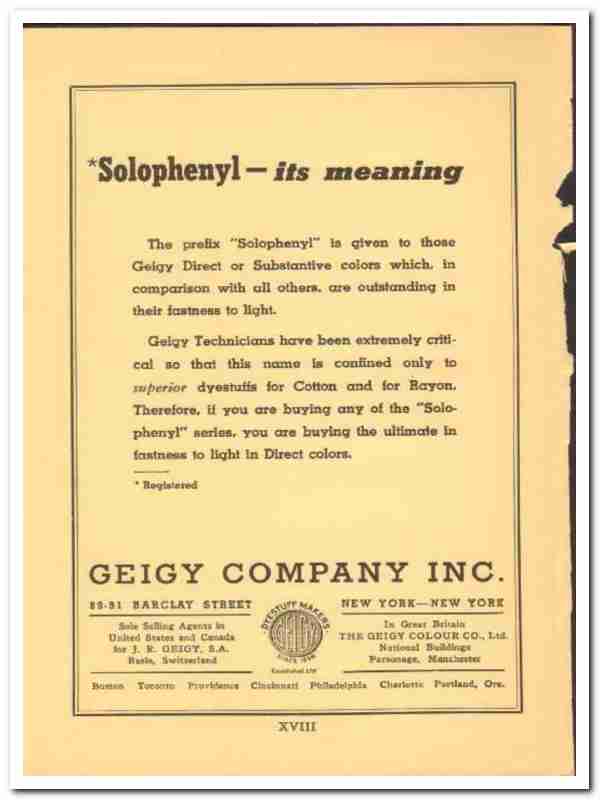 *Solophenyl – its meaning
The prefix "Solophenyl" is given to those
Geigy Direct or Substantive colors which, in
comparison with all others, are outstanding in
their fastness to light.
Geigy Technicians have been extremely criti-
cal so that this name is confined only to
superior dyestuffs for Cotton and for Rayon.
Therefore, if you are buying any of the "Solo-
phenyl" series, you are buying the ultimate in
fastness to light in Direct colors.
* Registered
GEIGY COMPANY INC.
89-91 BARCLAY STREET
Sole Selling Agents in
United States and Canada
for J. R. GEIGY, S.A.
Basle, Switzerland
DYESTUFF MAKERS
GEIGY
SINCE
Established
NEW YORK—NEW YORK
In Great Britain
THE GEIGY COLOUR CO., Ltd.
National Buildings
Parsonage, Manchester
Boston Toronto Providence Cincinnati Philadelphia Charlotte Portland, Ore.
XVIII